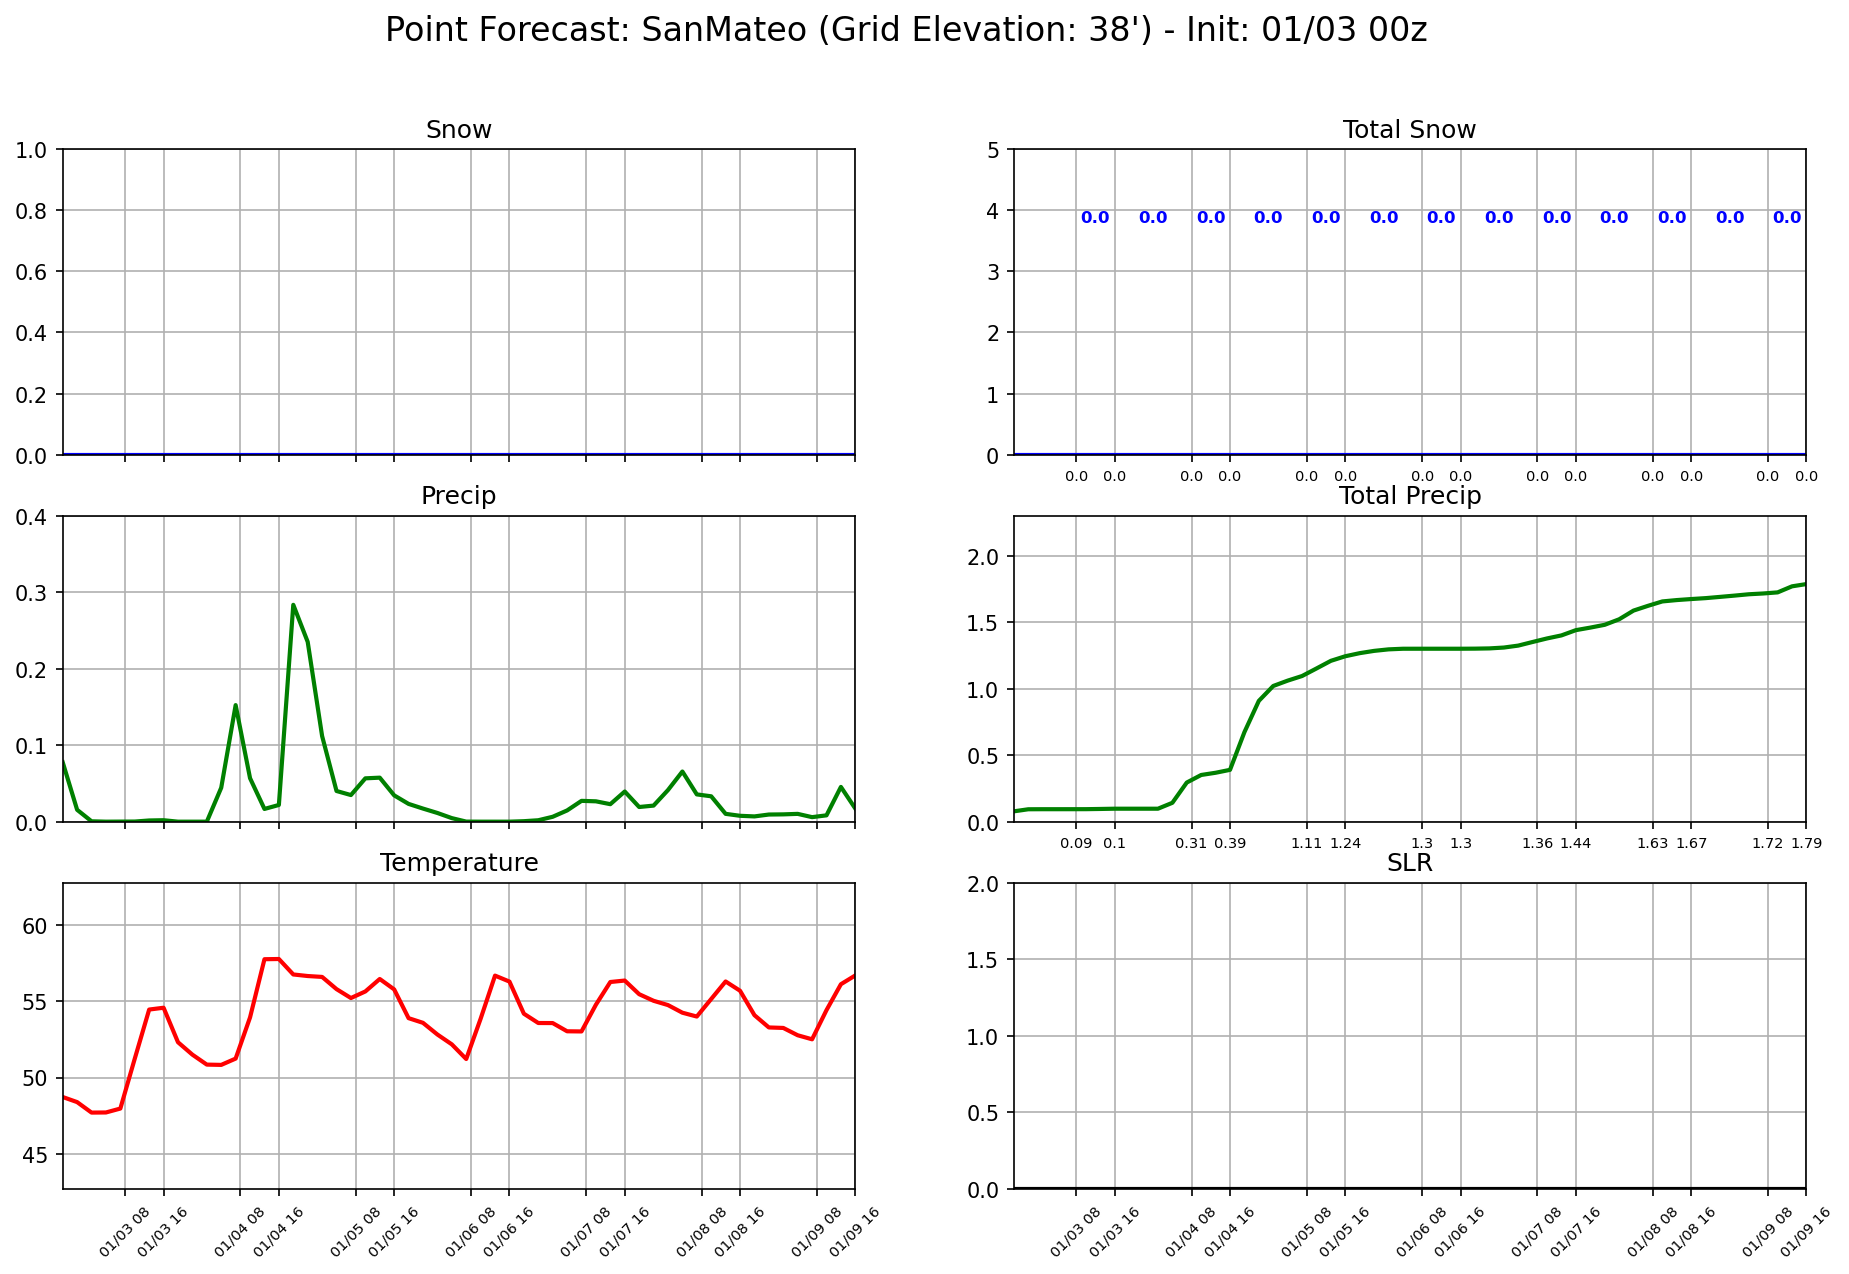 Point Forecast: SanMateo (Grid Elevation: 38') - Init: 01/03 00z
Snow
1.0
0.8
0.6
0.4
0.2
0.0
Total Snow
5
4
3
2
1
0
0.0 0.0 0.0 0.0 0.0 0.0 0.0 0.0 0.0 0.0 0.0 0.0 0.0
0.0 0.0 0.0 0.0 0.0 0.0 0.0 0.0 0.0 0.0 0.0 0.0 0.0 0.0
Precip
0.4
0.3
0.2
0.1
0.0
Total Precip
2.0
1.5
1.0
0.5
0.0
0.09 0.1 0.31 0.39 1.11 1.24 1.3 1.3 1.36 1.44 1.63 1.67 1.72 1.79
Temperature
60
55
50
45
01/03 08 01/03 16 01/04 08 01/04 16 01/05 08 01/05 16 01/06 08 01/06 16 01/07 08 01/07 16 01/08 08 01/08 16 01/09 08 01/09 16
SLR
2.0
1.5
1.0
0.5
0.0
01/03 08 01/03 16 01/04 08 01/04 16 01/05 08 01/05 16 01/06 08 01/06 16 01/07 08 01/07 16 01/08 08 01/08 16 01/09 08 01/09 16